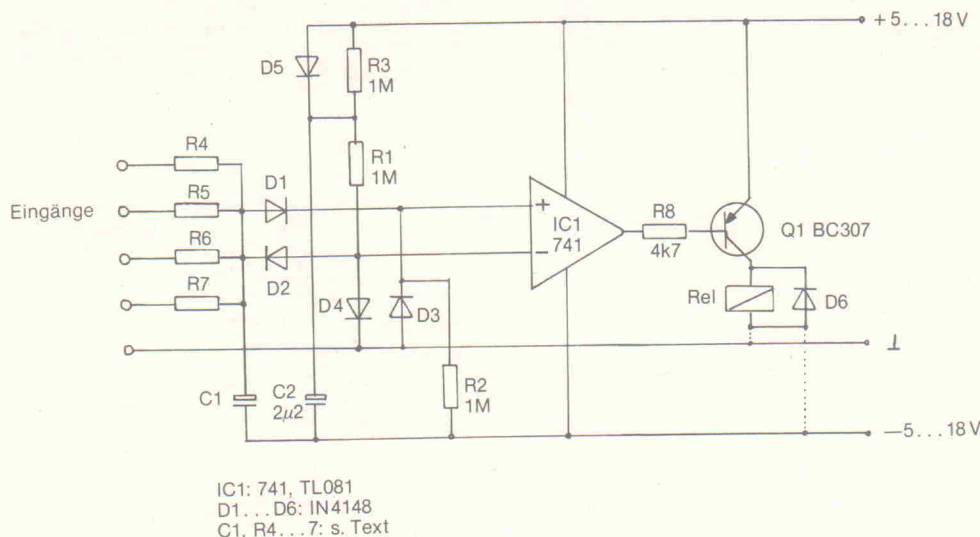 +5...18V
D5
R3
1M
R4
R1
1M
D1
R5
Eingänge
+
IC1
741
−
R8
4k7
Q1 BC307
R6
D2
R7
D4
D3
Rel
D6
⊥
C1
C2
2µ2
R2
1M
—5...18V
IC1: 741, TL081
D1...D6: IN4148
C1, R4...7: s. Text